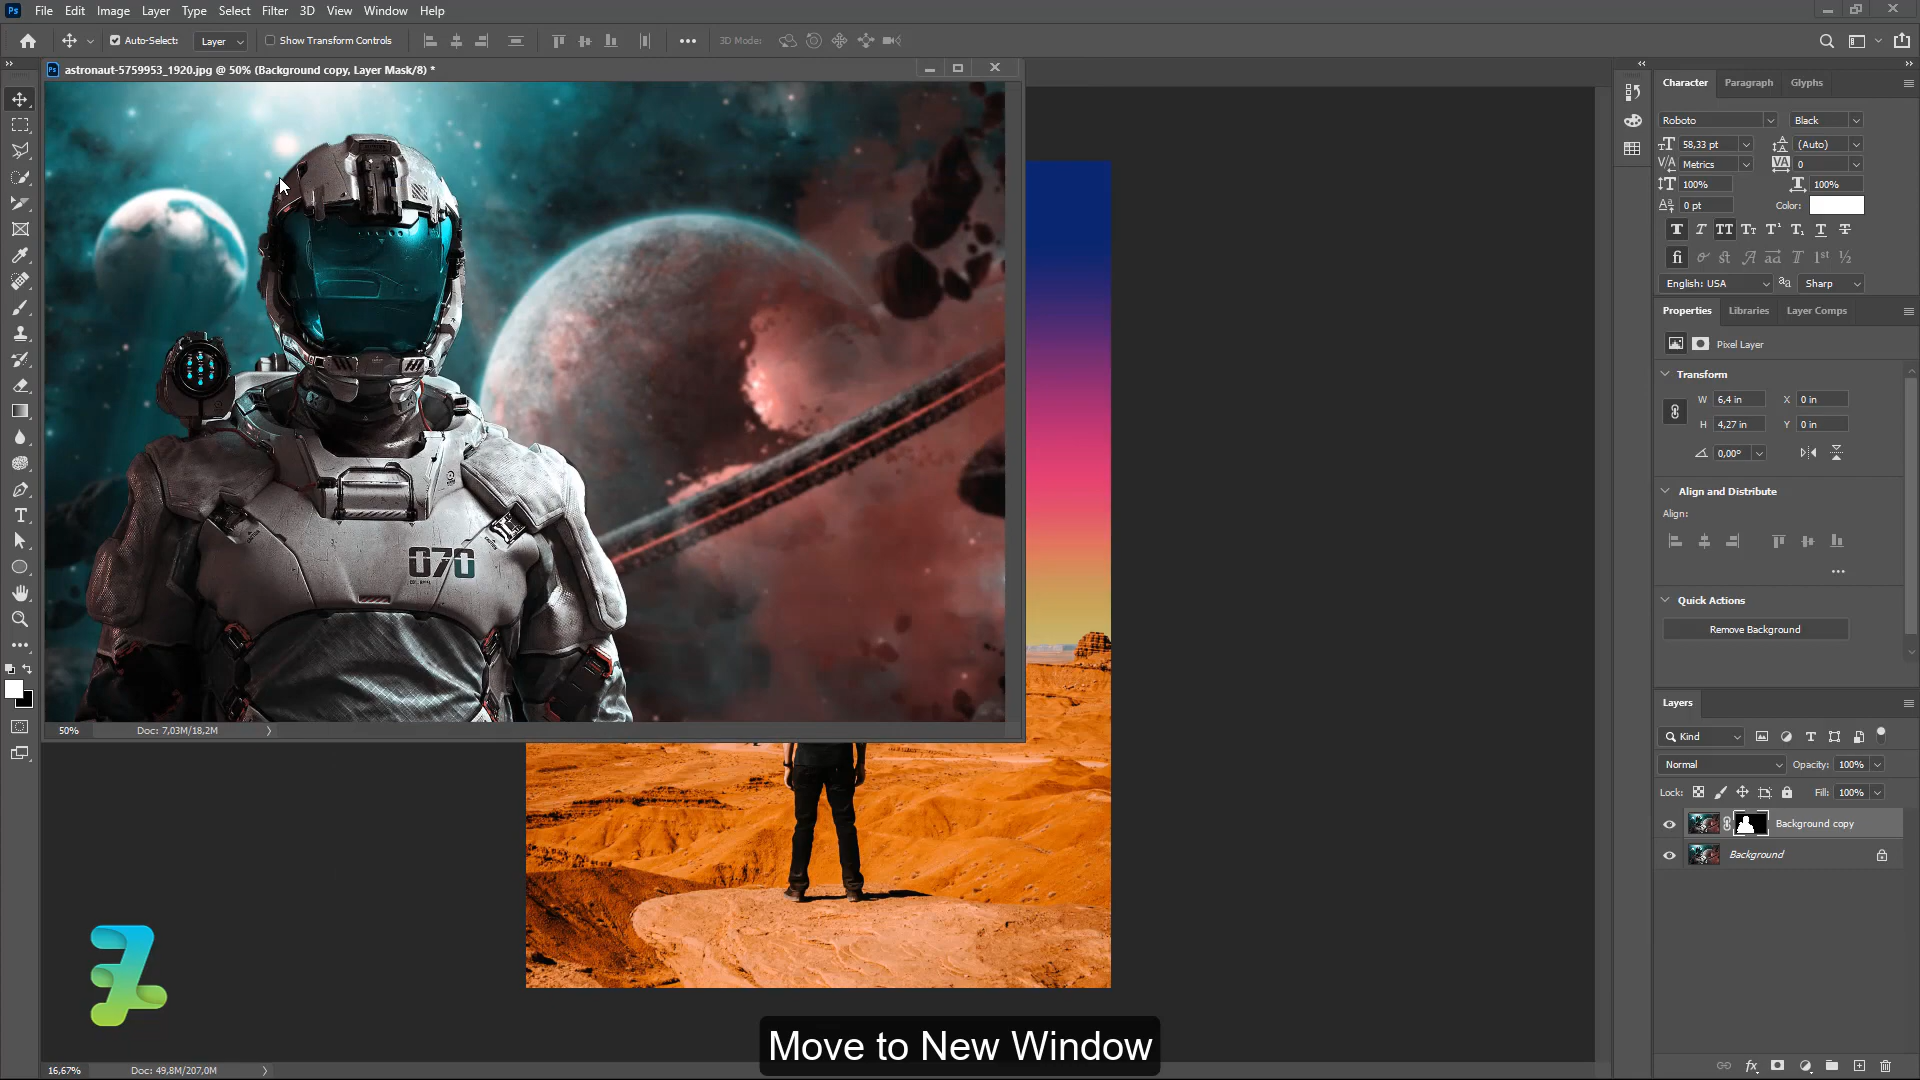 Ps File Edit Image Layer Type Select Filter 3D View Window Help
Auto-Select: Layer Show Transform Controls 3D Mode:
Ps astronaut-5759953_1920.jpg @ 50% (Background copy, Layer Mask/8) *
070
50% Doc: 7,03M/18,2M
16,67% Doc: 49,8M/207,0M
Move to New Window
Character Paragraph Glyphs
Roboto Black
58,33 pt (Auto)
Metrics 0
100% 100%
0 pt Color:
English: USA aa Sharp
Properties Libraries Layer Comps
Pixel Layer
Transform
W 6,4 in X 0 in
H 4,27 in Y 0 in
0,00°
Align and Distribute
Align:
Quick Actions
Remove Background
Layers
Kind
Normal Opacity: 100%
Lock: Fill: 100%
Background copy
Background
fx